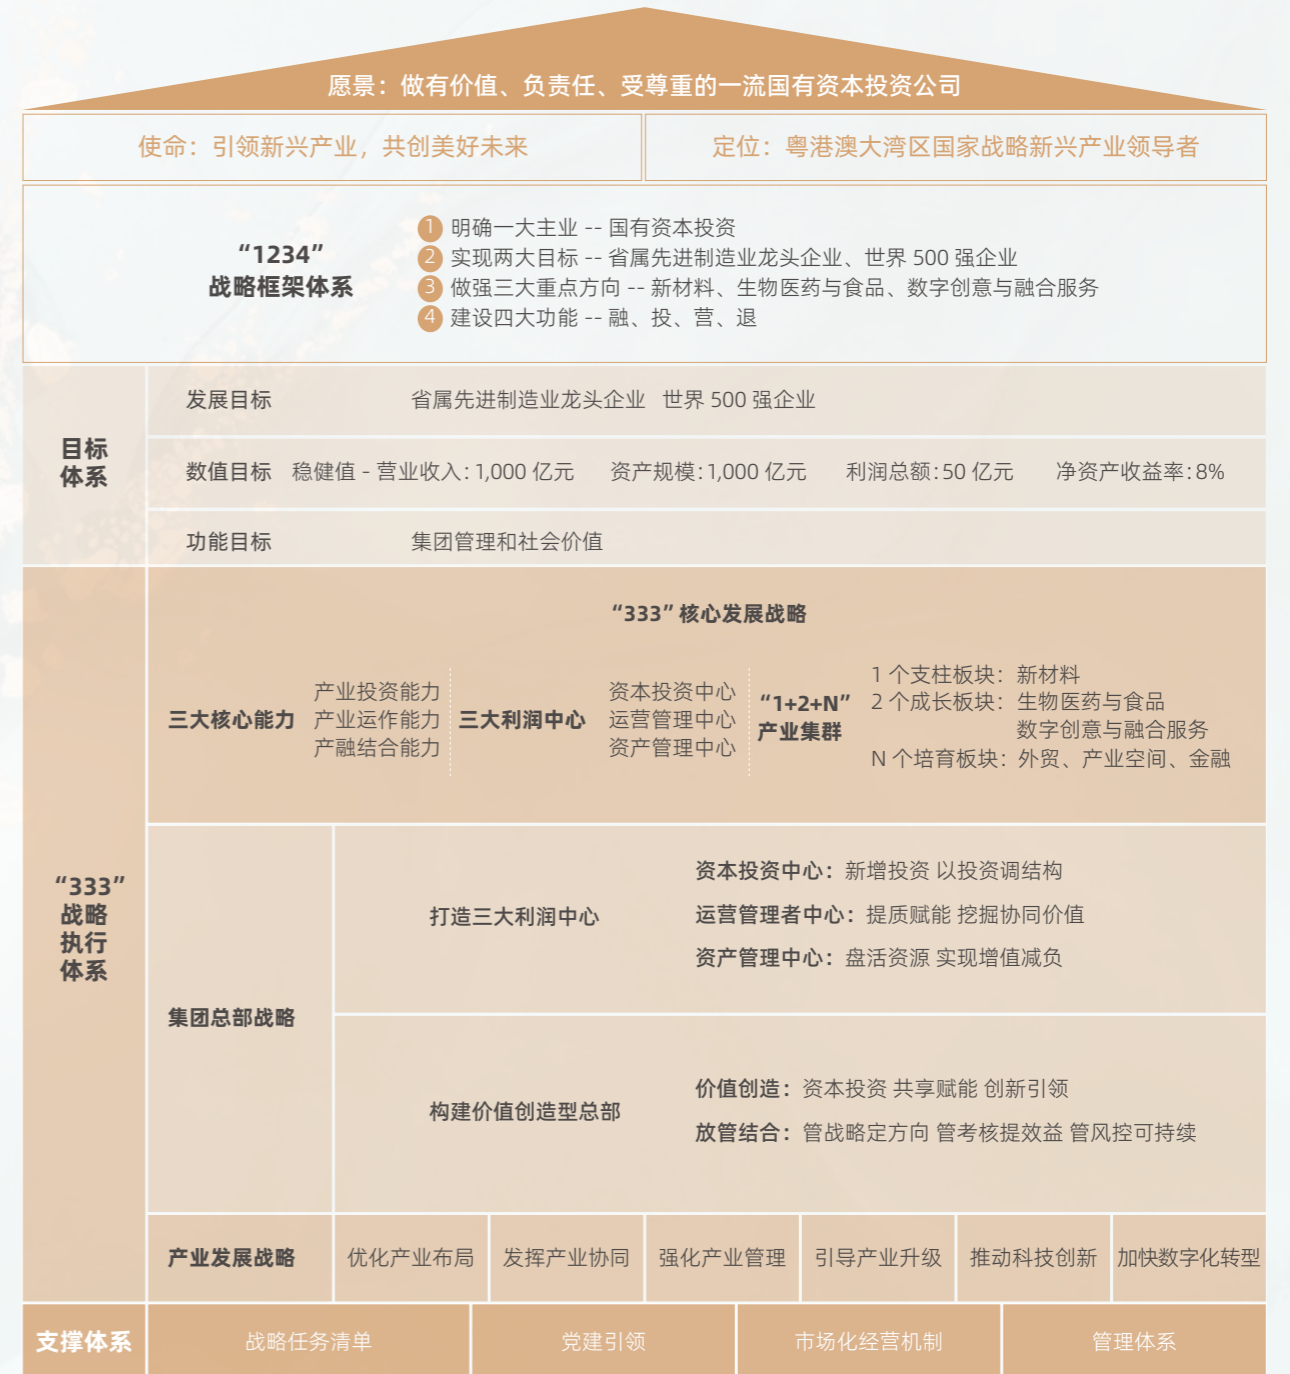 愿景：做有价值、负责任、受尊重的一流国有资本投资公司
使命：引领新兴产业，共创美好未来
定位：粤港澳大湾区国家战略新兴产业领导者
“1234”
战略框架体系
1 明确一大主业 -- 国有资本投资
2 实现两大目标 -- 省属先进制造业龙头企业、世界 500 强企业
3 做强三大重点方向 -- 新材料、生物医药与食品、数字创意与融合服务
4 建设四大功能 -- 融、投、营、退
目标
体系
发展目标 省属先进制造业龙头企业 世界 500 强企业
数值目标 稳健值 - 营业收入：1,000 亿元 资产规模：1,000 亿元 利润总额：50 亿元 净资产收益率：8%
功能目标 集团管理和社会价值
“333”
战略
执行
体系
“333” 核心发展战略
三大核心能力
产业投资能力
产业运作能力
产融结合能力
三大利润中心
资本投资中心
运营管理中心
资产管理中心
“1+2+N”
产业集群
1 个支柱板块：新材料
2 个成长板块：生物医药与食品
数字创意与融合服务
N 个培育板块：外贸、产业空间、金融
集团总部战略
打造三大利润中心
资本投资中心：新增投资 以投资调结构
运营管理者中心：提质赋能 挖掘协同价值
资产管理中心：盘活资源 实现增值减负
构建价值创造型总部
价值创造：资本投资 共享赋能 创新引领
放管结合：管战略定方向 管考核提效益 管风控可持续
产业发展战略 优化产业布局 发挥产业协同 强化产业管理 引导产业升级 推动科技创新 加快数字化转型
支撑体系 战略任务清单 党建引领 市场化经营机制 管理体系